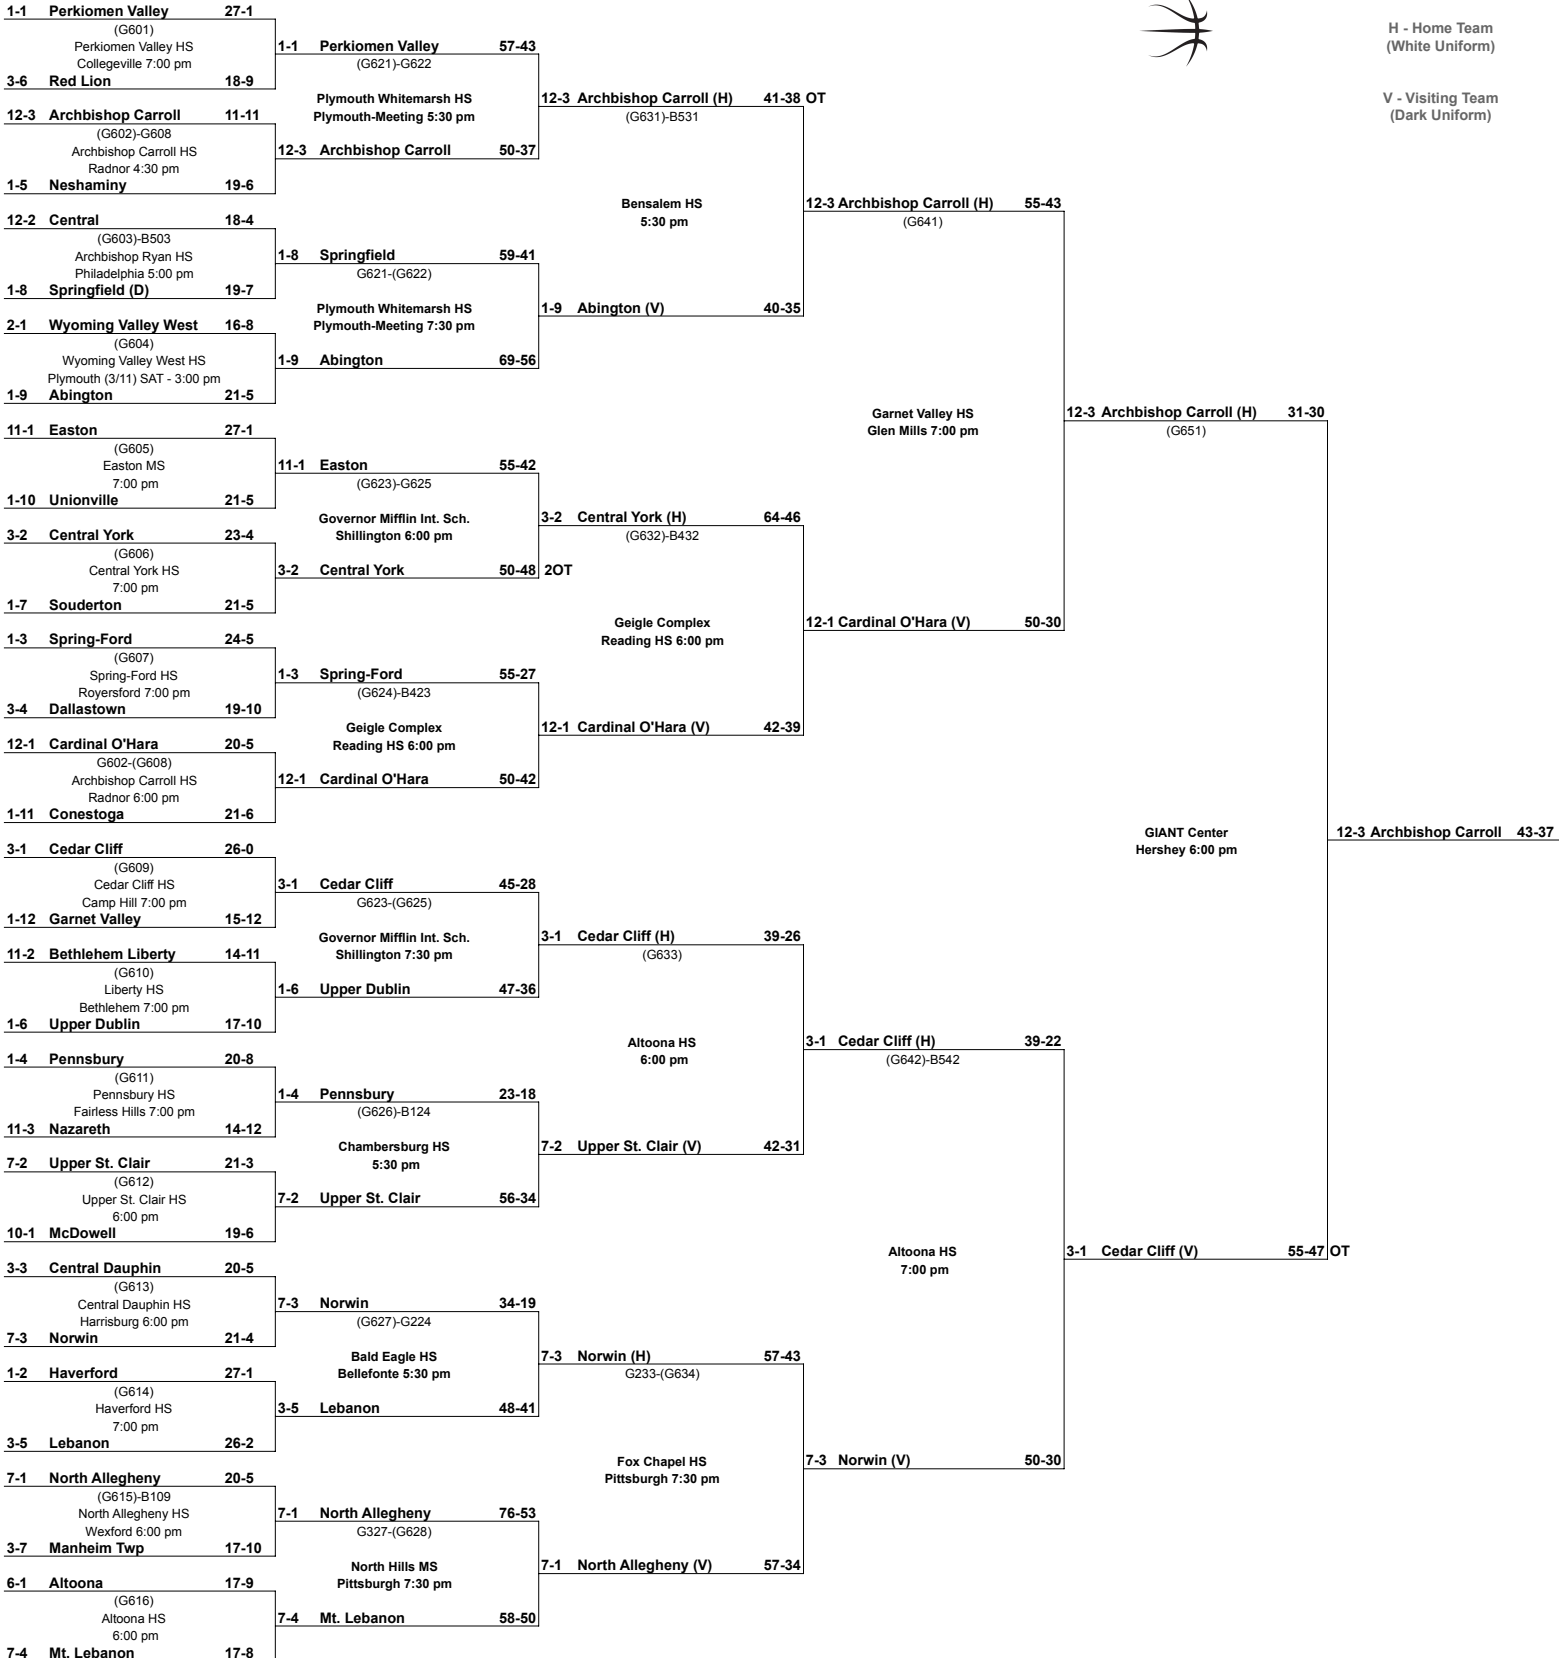 1-1 Perkiomen Valley 27-1
(G601)
Perkiomen Valley HS
Collegeville 7:00 pm
3-6 Red Lion 18-9
12-3 Archbishop Carroll 11-11
(G602)-G608
Archbishop Carroll HS
Radnor 4:30 pm
1-5 Neshaminy 19-6
12-2 Central 18-4
(G603)-B503
Archbishop Ryan HS
Philadelphia 5:00 pm
1-8 Springfield (D) 19-7
2-1 Wyoming Valley West 16-8
(G604)
Wyoming Valley West HS
Plymouth (3/11) SAT - 3:00 pm
1-9 Abington 21-5
11-1 Easton 27-1
(G605)
Easton MS
7:00 pm
1-10 Unionville 21-5
3-2 Central York 23-4
(G606)
Central York HS
7:00 pm
1-7 Souderton 21-5
1-3 Spring-Ford 24-5
(G607)
Spring-Ford HS
Royersford 7:00 pm
3-4 Dallastown 19-10
12-1 Cardinal O'Hara 20-5
G602-(G608)
Archbishop Carroll HS
Radnor 6:00 pm
1-11 Conestoga 21-6
3-1 Cedar Cliff 26-0
(G609)
Cedar Cliff HS
Camp Hill 7:00 pm
1-12 Garnet Valley 15-12
11-2 Bethlehem Liberty 14-11
(G610)
Liberty HS
Bethlehem 7:00 pm
1-6 Upper Dublin 17-10
1-4 Pennsbury 20-8
(G611)
Pennsbury HS
Fairless Hills 7:00 pm
11-3 Nazareth 14-12
7-2 Upper St. Clair 21-3
(G612)
Upper St. Clair HS
6:00 pm
10-1 McDowell 19-6
3-3 Central Dauphin 20-5
(G613)
Central Dauphin HS
Harrisburg 6:00 pm
7-3 Norwin 21-4
1-2 Haverford 27-1
(G614)
Haverford HS
7:00 pm
3-5 Lebanon 26-2
7-1 North Allegheny 20-5
(G615)-B109
North Allegheny HS
Wexford 6:00 pm
3-7 Manheim Twp 17-10
6-1 Altoona 17-9
(G616)
Altoona HS
6:00 pm
7-4 Mt. Lebanon 17-8
1-1 Perkiomen Valley 57-43
(G621)-G622
Plymouth Whitemarsh HS
Plymouth-Meeting 5:30 pm
12-3 Archbishop Carroll 50-37
1-8 Springfield 59-41
G621-(G622)
Plymouth Whitemarsh HS
Plymouth-Meeting 7:30 pm
1-9 Abington 69-56
11-1 Easton 55-42
(G623)-G625
Governor Mifflin Int. Sch.
Shillington 6:00 pm
3-2 Central York 50-48 2OT
1-3 Spring-Ford 55-27
(G624)-B423
Geigle Complex
Reading HS 6:00 pm
12-1 Cardinal O'Hara 50-42
3-1 Cedar Cliff 45-28
G623-(G625)
Governor Mifflin Int. Sch.
Shillington 7:30 pm
1-6 Upper Dublin 47-36
1-4 Pennsbury 23-18
(G626)-B124
Chambersburg HS
5:30 pm
7-2 Upper St. Clair 56-34
7-3 Norwin 34-19
(G627)-G224
Bald Eagle HS
Bellefonte 5:30 pm
3-5 Lebanon 48-41
7-1 North Allegheny 76-53
G327-(G628)
North Hills MS
Pittsburgh 7:30 pm
7-4 Mt. Lebanon 58-50
12-3 Archbishop Carroll (H) 41-38 OT
(G631)-B531
Bensalem HS
5:30 pm
1-9 Abington (V) 40-35
3-2 Central York (H) 64-46
(G632)-B432
Geigle Complex
Reading HS 6:00 pm
12-1 Cardinal O'Hara (V) 42-39
3-1 Cedar Cliff (H) 39-26
(G633)
Altoona HS
6:00 pm
7-2 Upper St. Clair (V) 42-31
7-3 Norwin (H) 57-43
G233-(G634)
Fox Chapel HS
Pittsburgh 7:30 pm
7-1 North Allegheny (V) 57-34
12-3 Archbishop Carroll (H) 55-43
(G641)
Garnet Valley HS
Glen Mills 7:00 pm
12-1 Cardinal O'Hara (V) 50-30
3-1 Cedar Cliff (H) 39-22
(G642)-B542
Altoona HS
7:00 pm
7-3 Norwin (V) 50-30
12-3 Archbishop Carroll (H) 31-30
(G651)
GIANT Center
Hershey 6:00 pm
3-1 Cedar Cliff (V) 55-47 OT
12-3 Archbishop Carroll 43-37
H - Home Team
(White Uniform)
V - Visiting Team
(Dark Uniform)